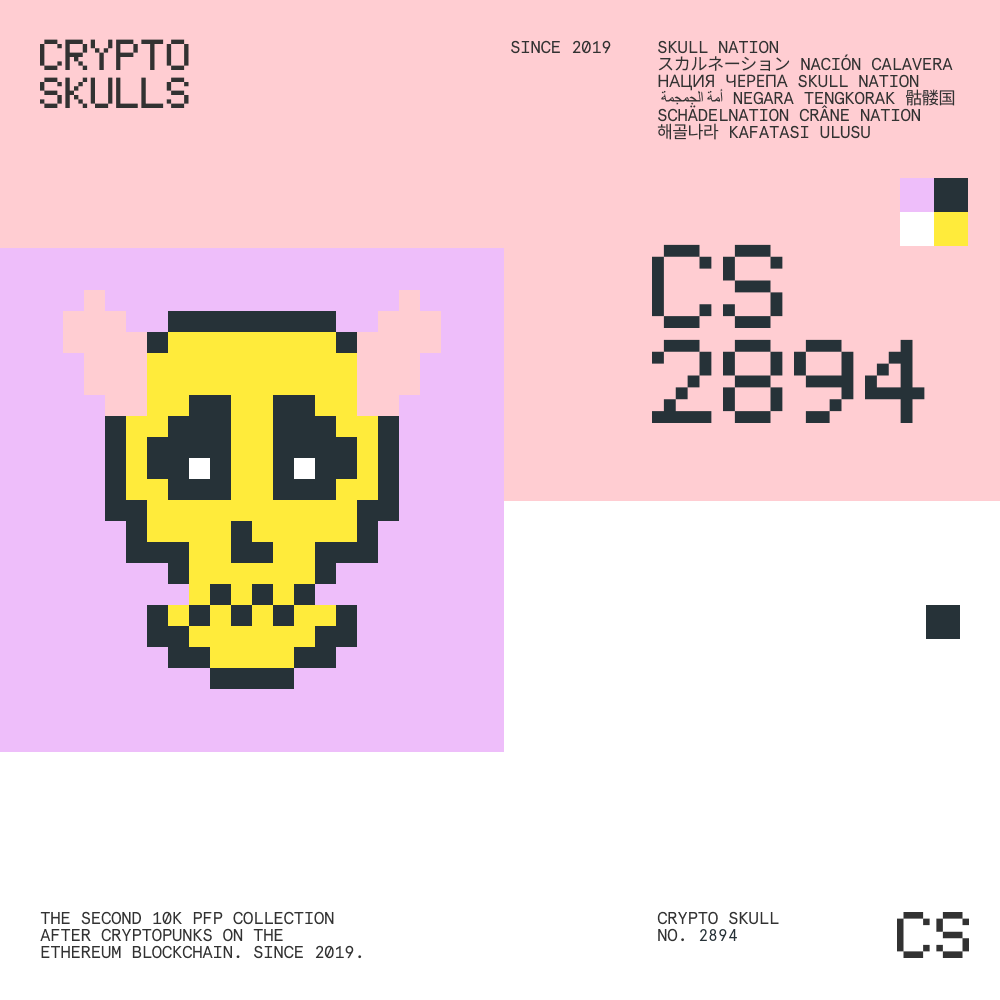 CRYPTO
SKULLS
SINCE 2019
SKULL NATION
スカルネーション NACIÓN CALAVERA
НАЦИЯ ЧЕРЕПА SKULL NATION
أمة الجمجمة NEGARA TENGKORAK 骷髅国
SCHÄDELNATION CRÂNE NATION
해골나라 KAFATASI ULUSU
CS
2894
THE SECOND 10K PFP COLLECTION
AFTER CRYPTOPUNKS ON THE
ETHEREUM BLOCKCHAIN. SINCE 2019.
CRYPTO SKULL
NO. 2894
CS